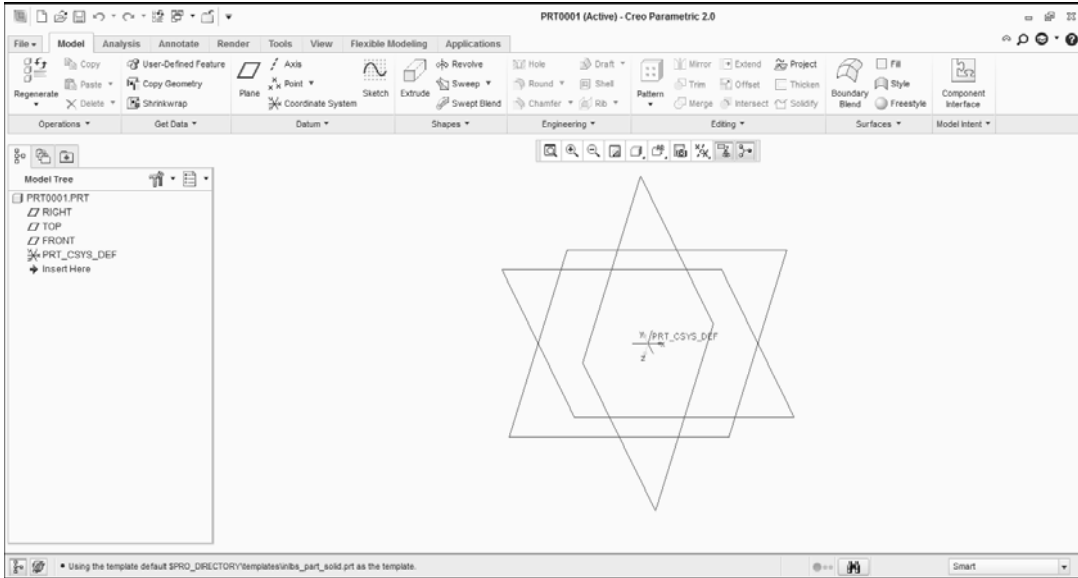 PRT0001 (Active) - Creo Parametric 2.0
File Model Analysis Annotate Render Tools View Flexible Modeling Applications
Regenerate Copy Paste Delete
User-Defined Feature Copy Geometry Shrinkwrap
Plane Axis Point Coordinate System Sketch
Extrude Revolve Sweep Swept Blend
Hole Draft Round Shell Chamfer Rib
Pattern Mirror Extend Project Trim Offset Thicken Merge Intersect Solidify
Boundary Blend Fill Style Freestyle
Component Interface
Operations Get Data Datum Shapes Engineering Editing Surfaces Model Intent
Model Tree
PRT0001.PRT
RIGHT
TOP
FRONT
PRT_CSYS_DEF
Insert Here
PRT_CSYS_DEF
Z
Using the template default $PRO_DIRECTORY\templates\inlbs_part_solid.prt as the template.
Smart